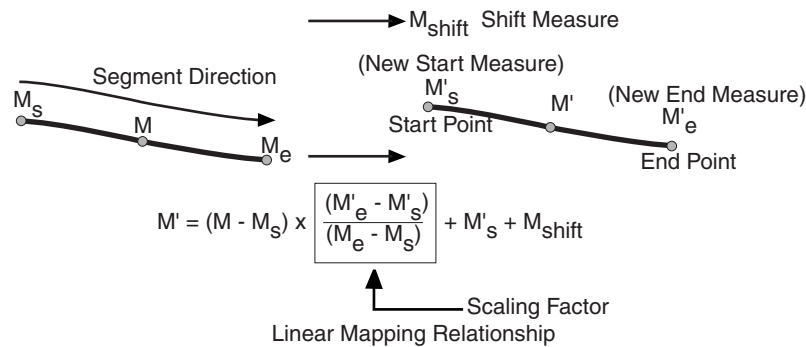 M_shift Shift Measure
Segment Direction
(New Start Measure)
M_s
M
M_e
M'_s
Start Point
M'
(New End Measure)
M'_e
End Point
M' = (M - M_s) x (M'_e - M'_s) / (M_e - M_s) + M'_s + M_shift
Scaling Factor
Linear Mapping Relationship